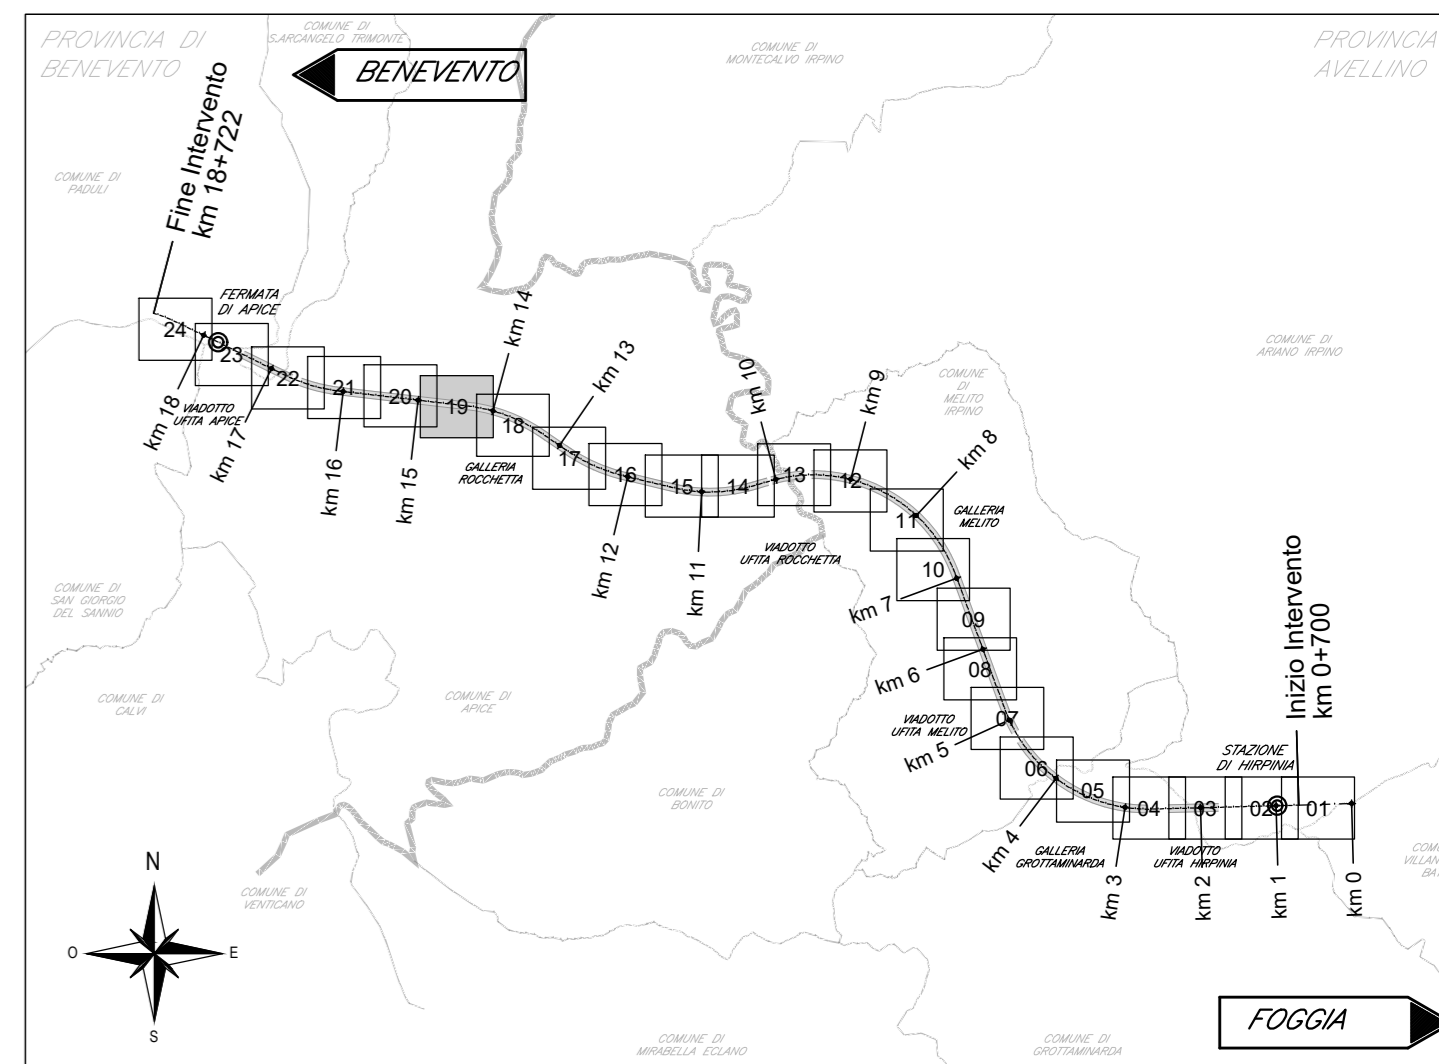 PROVINCIA DI
BENEVENTO
COMUNE DI
S.ARCANGELO TRIMONTE
BENEVENTO
COMUNE DI
MONTECALVO IRPINO
PROVINCIA
AVELLINO
Fine Intervento
km 18+722
COMUNE DI
PADULI
FERMATA
DI APICE
24
23
22
21
20
19
18
17
16
15
14
13
12
11
10
09
08
07
06
05
04
03
02
01
km 18
km 17
km 16
km 15
km 14
km 13
km 12
km 11
km 10
km 9
km 8
km 7
km 6
km 5
km 4
km 3
km 2
km 1
km 0
VIADOTTO
UFITA APICE
GALLERIA
ROCCHETTA
COMUNE
DI
MELITO
IRPINO
COMUNE DI
ARIANO IRPINO
GALLERIA
MELITO
VIADOTTO
UFITA ROCCHETTA
Inizio Intervento
km 0+700
COMUNE DI
SAN GIORGIO
DEL SANNIO
COMUNE DI
CALVI
COMUNE DI
APICE
VIADOTTO
UFITA MELITO
STAZIONE
DI HIRPINIA
COMUNE DI
BONITO
GALLERIA
GROTTAMINARDA
VIADOTTO
UFITA HIRPINIA
COMU
VILLAN
BA
COMUNE DI
VENTICANO
N
O
E
S
FOGGIA
COMUNE DI
MIRABELLA ECLANO
COMUNE DI
GROTTAMINARDA